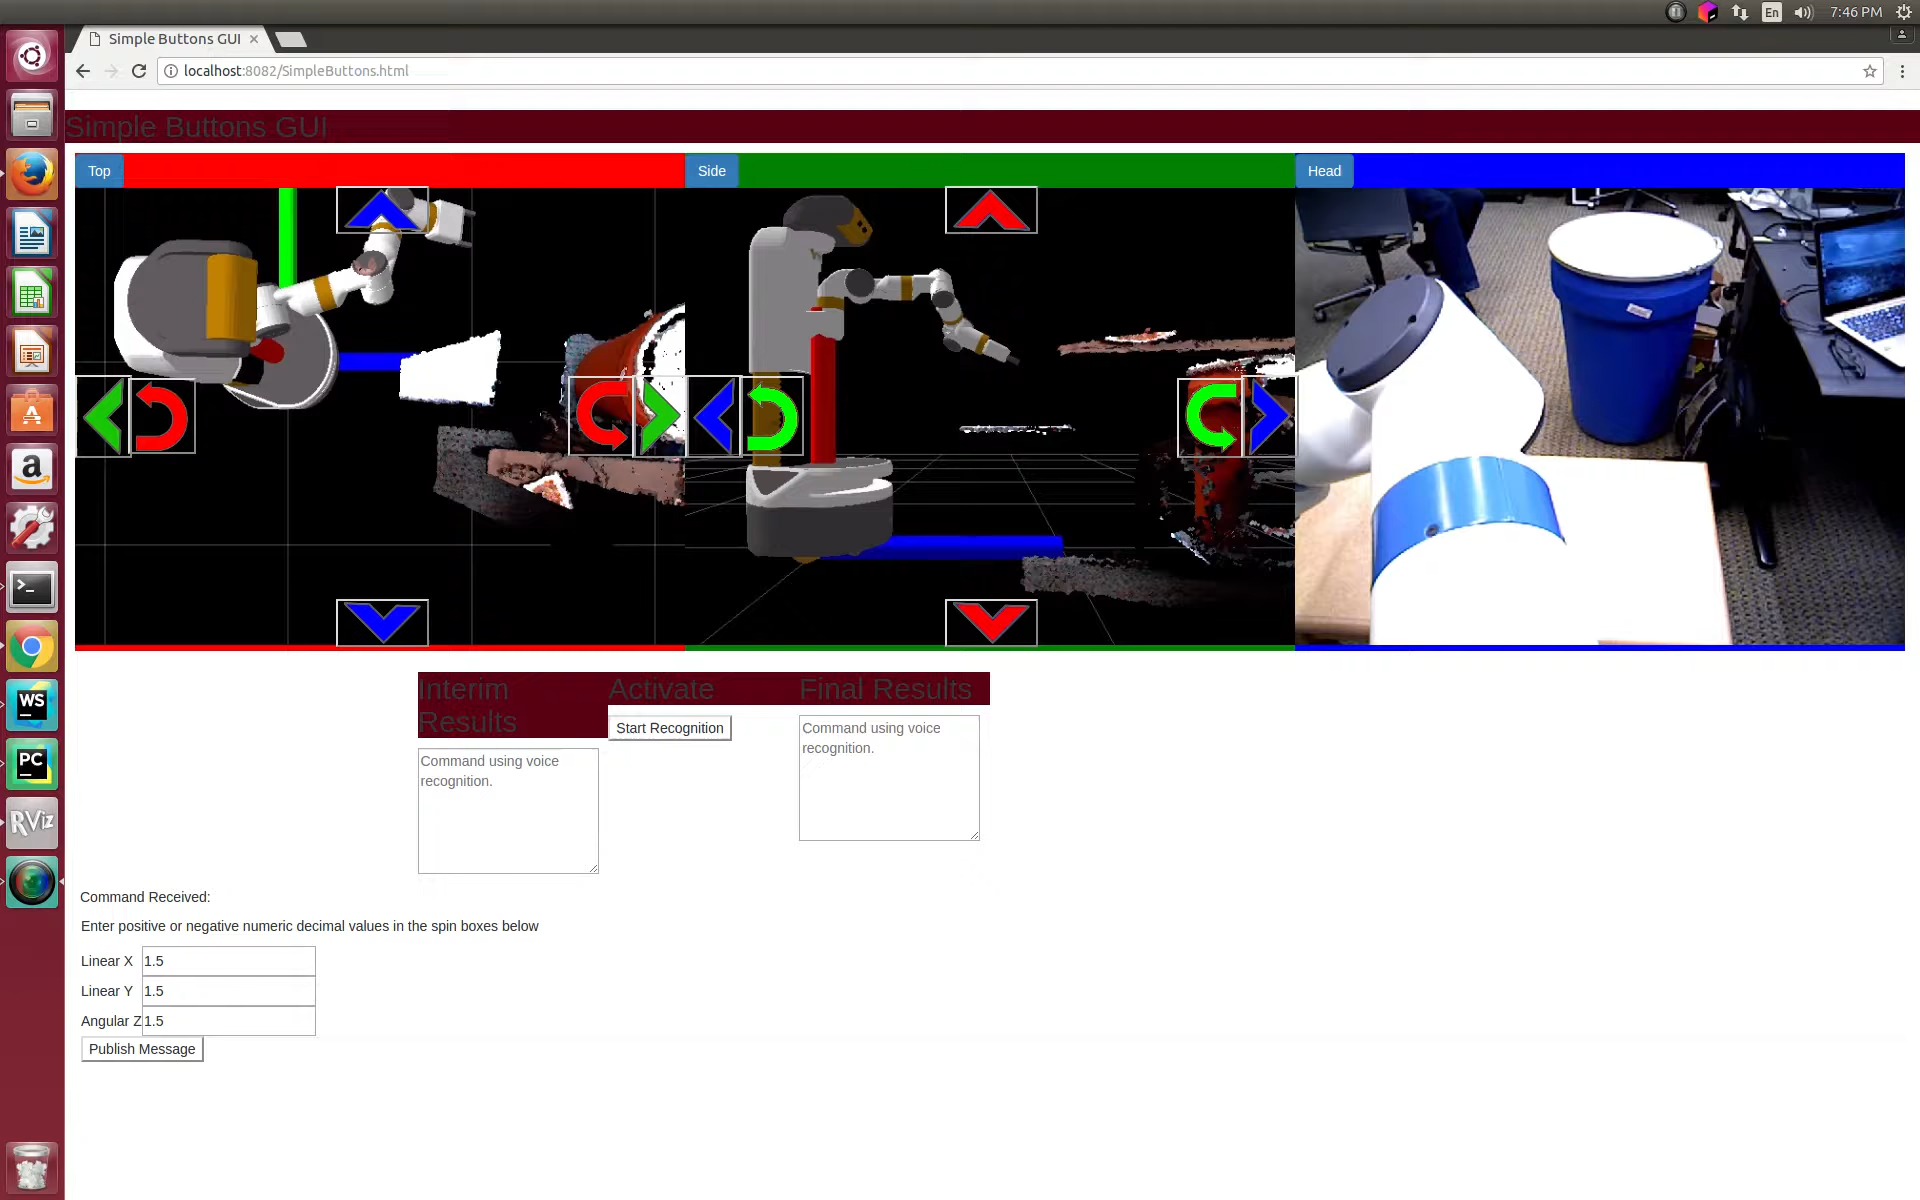 En
7:46 PM
Simple Buttons GUI
localhost:8082/SimpleButtons.html
Simple Buttons GUI
Top
Side
Head
Interim
Results
Activate
Final Results
Start Recognition
Command using voice
recognition.
Command using voice
recognition.
Command Received:
Enter positive or negative numeric decimal values in the spin boxes below
Linear X 1.5
Linear Y 1.5
Angular Z 1.5
Publish Message
a
>_
WS
PC
RViz